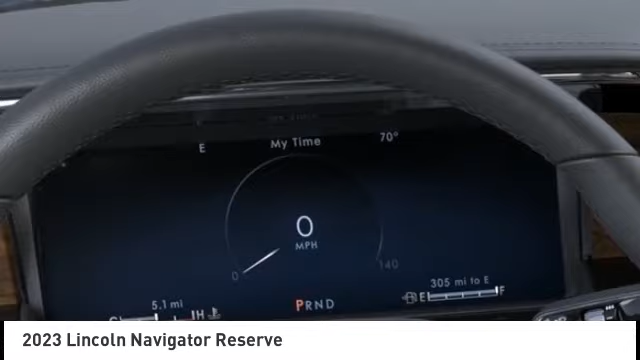 E My Time 70°
0
MPH
0 140
305 mi to E
5.1 mi
PRND
E F
H
2023 Lincoln Navigator Reserve